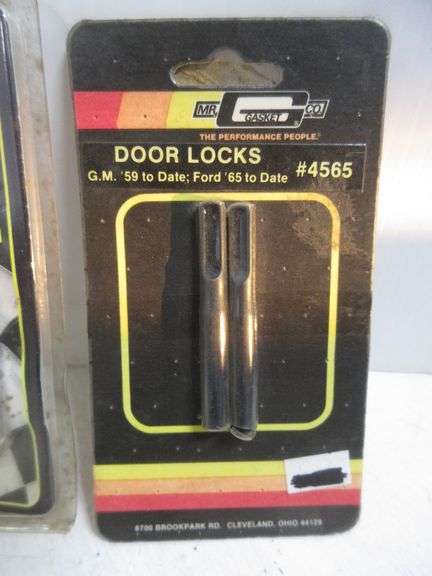 MR. GASKET CO.
THE PERFORMANCE PEOPLE.
DOOR LOCKS
G.M. '59 to Date; Ford '65 to Date #4565
8700 BROOKPARK RD. CLEVELAND, OHIO 44129